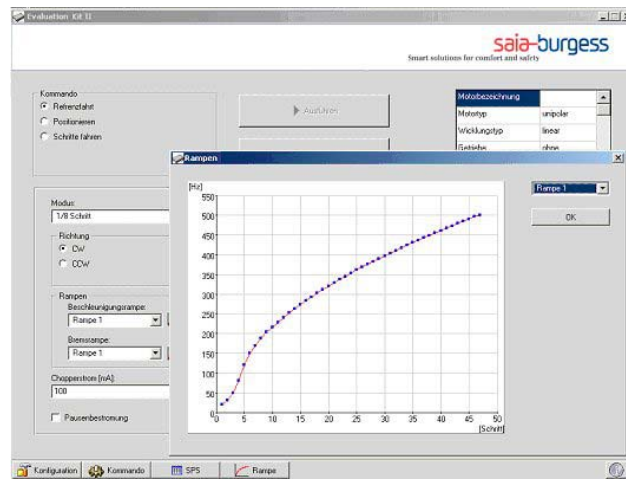 Evaluation Kit II
saia-burgess
Smart solutions for comfort and safety
Kommando
Refrenzfahrt
Positionieren
Schritte fahren
Ausführen
Motorbezeichnung
Motortyp unipolar
Wicklungstyp linear
Getriebe ohne
Rampen
Rampe 1
OK
[Hz]
550
500
450
400
350
300
250
200
150
100
50
0
0 5 10 15 20 25 30 35 40 45 50
[Schritt]
Modus:
1/8 Schritt
Richtung
CW
CCW
Rampen
Beschleunigungsrampe:
Rampe 1
Bremsrampe:
Rampe 1
Chopperstrom [mA]:
100
Pausenbestromung
Konfiguration Kommando SPS Rampe